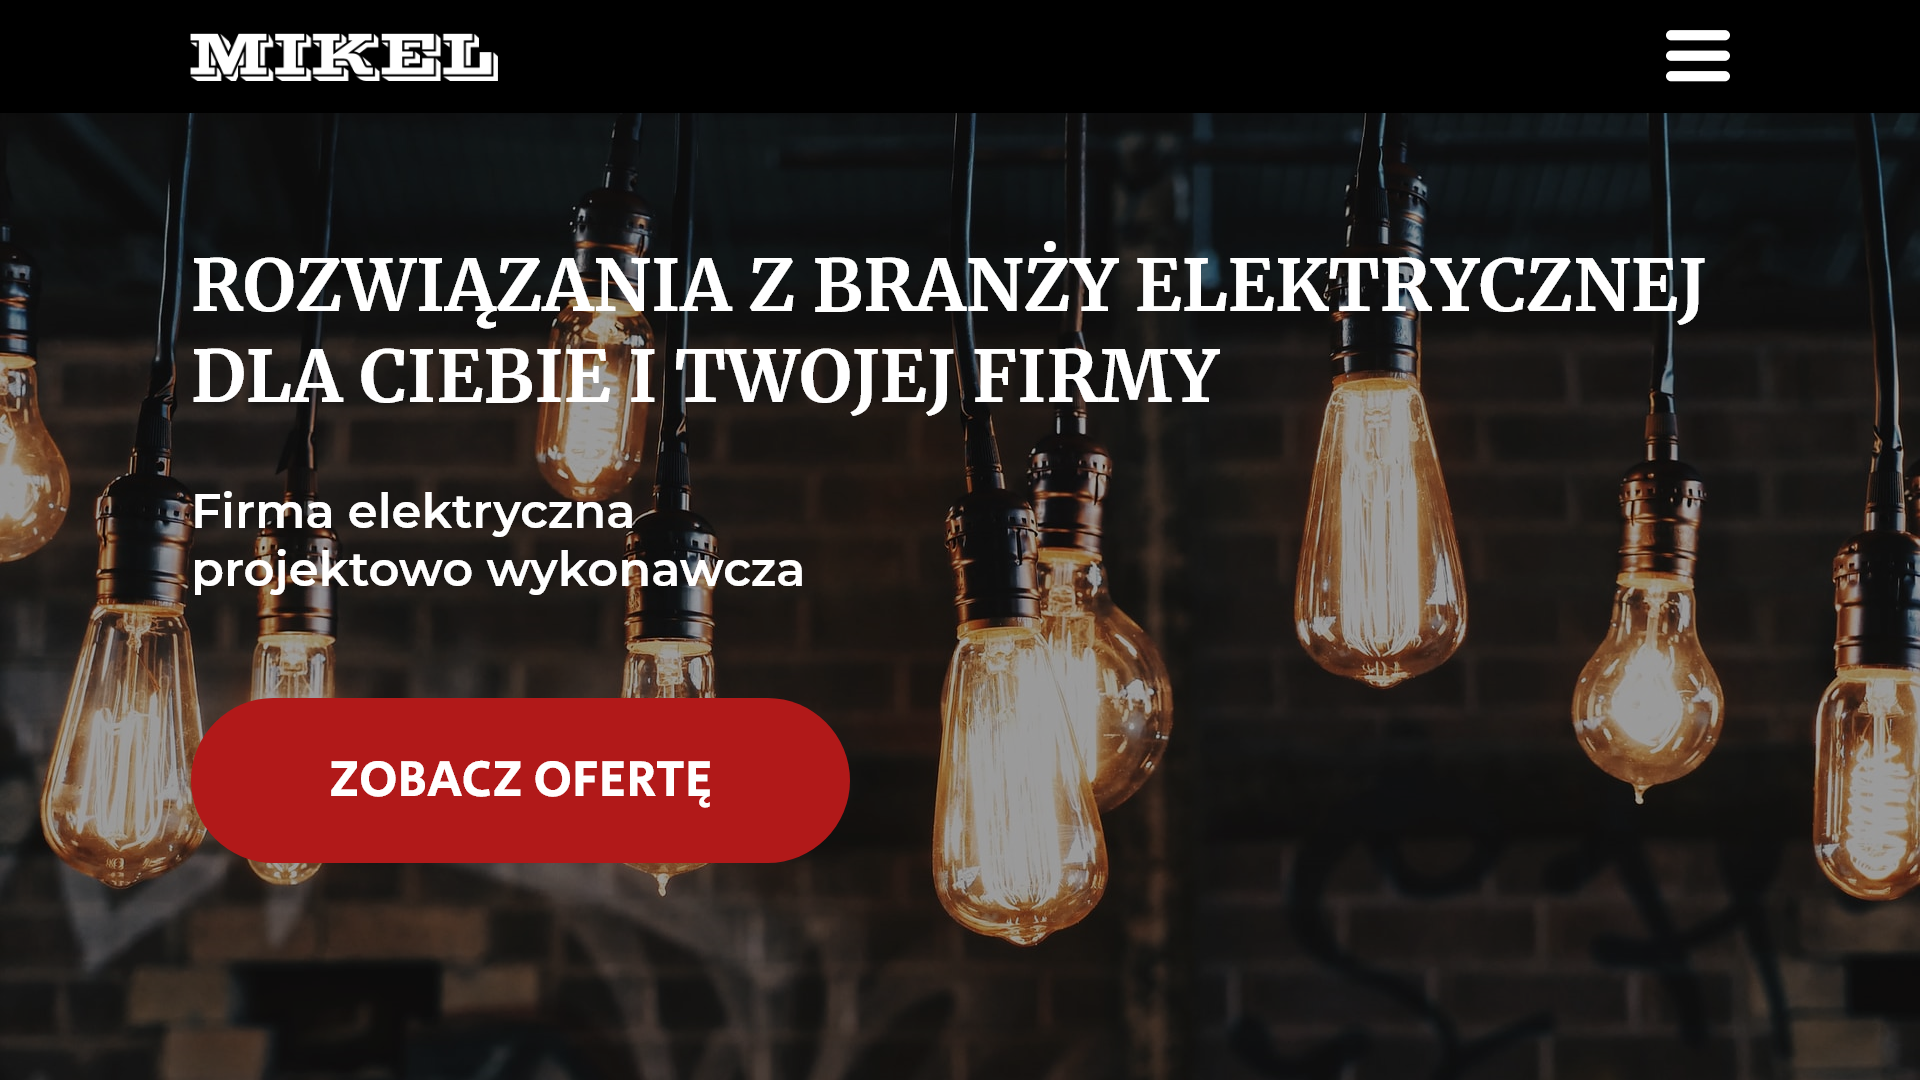 MIKEL
ROZWIĄZANIA Z BRANŻY ELEKTRYCZNEJ
DLA CIEBIE I TWOJEJ FIRMY
Firma elektryczna
projektowo wykonawcza
ZOBACZ OFERTĘ